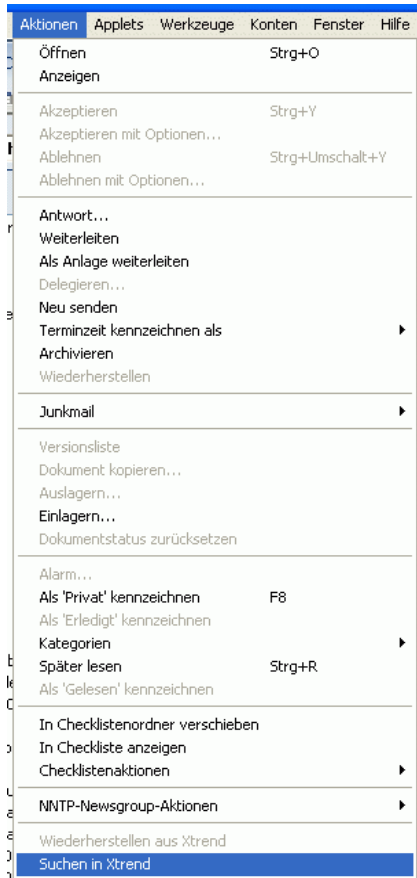 Aktionen Applets Werkzeuge Konten Fenster Hilfe
Öffnen Strg+O
Anzeigen
Akzeptieren Strg+Y
Akzeptieren mit Optionen...
Ablehnen Strg+Umschalt+Y
Ablehnen mit Optionen...
Antwort...
Weiterleiten
Als Anlage weiterleiten
Delegieren...
Neu senden
Terminzeit kennzeichnen als
Archivieren
Wiederherstellen
Junkmail
Versionsliste
Dokument kopieren...
Auslagern...
Einlagern...
Dokumentstatus zurücksetzen
Alarm...
Als 'Privat' kennzeichnen F8
Als 'Erledigt' kennzeichnen
Kategorien
Später lesen Strg+R
Als 'Gelesen' kennzeichnen
In Checklistenordner verschieben
In Checkliste anzeigen
Checklistenaktionen
NNTP-Newsgroup-Aktionen
Wiederherstellen aus Xtrend
Suchen in Xtrend